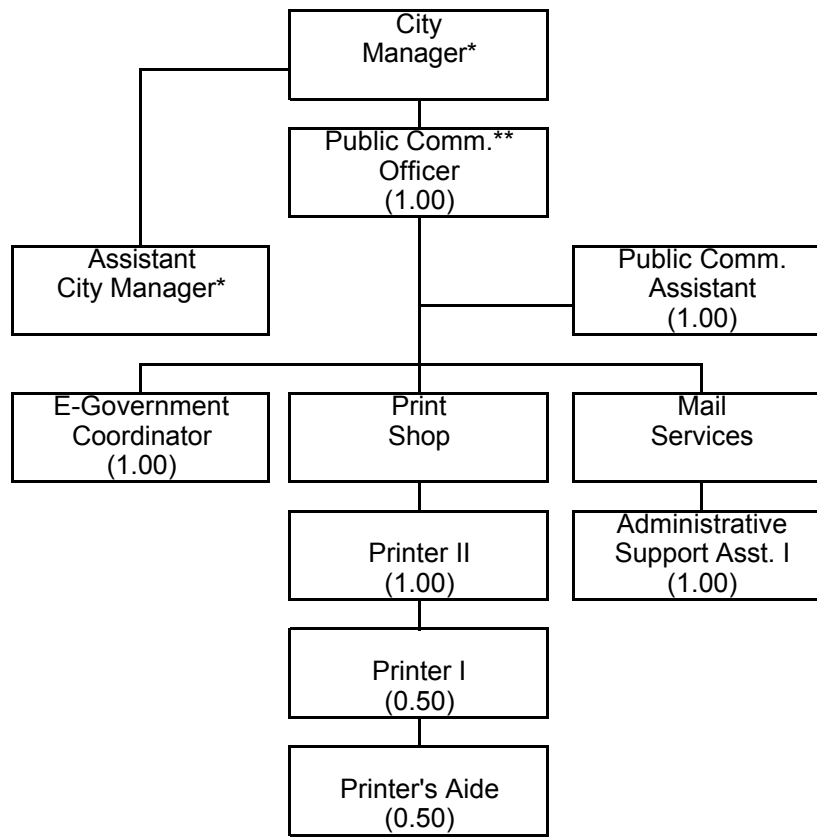 City
Manager*
Public Comm.**
Officer
(1.00)
Assistant
City Manager*
Public Comm.
Assistant
(1.00)
E-Government
Coordinator
(1.00)
Print
Shop
Mail
Services
Printer II
(1.00)
Administrative
Support Asst. I
(1.00)
Printer I
(0.50)
Printer's Aide
(0.50)